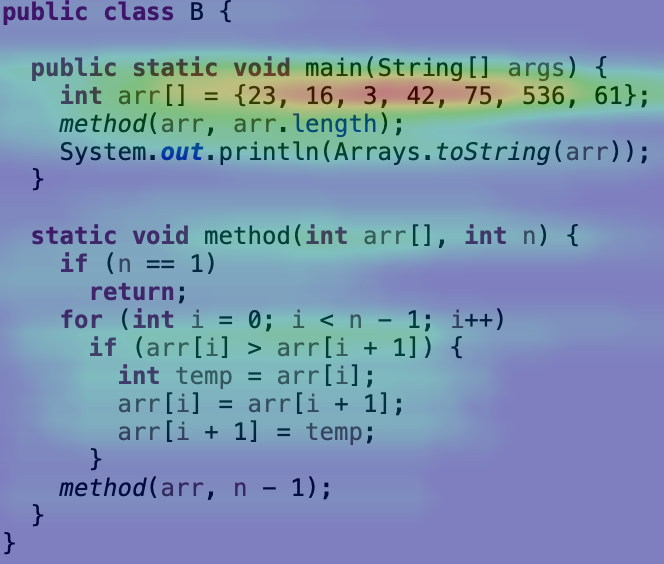 public class B {
public static void main(String[] args) {
int arr[] = {23, 16, 3, 42, 75, 536, 61};
method(arr, arr.length);
System.out.println(Arrays.toString(arr));
}
static void method(int arr[], int n) {
if (n == 1)
return;
for (int i = 0; i < n - 1; i++)
if (arr[i] > arr[i + 1]) {
int temp = arr[i];
arr[i] = arr[i + 1];
arr[i + 1] = temp;
}
method(arr, n - 1);
}
}